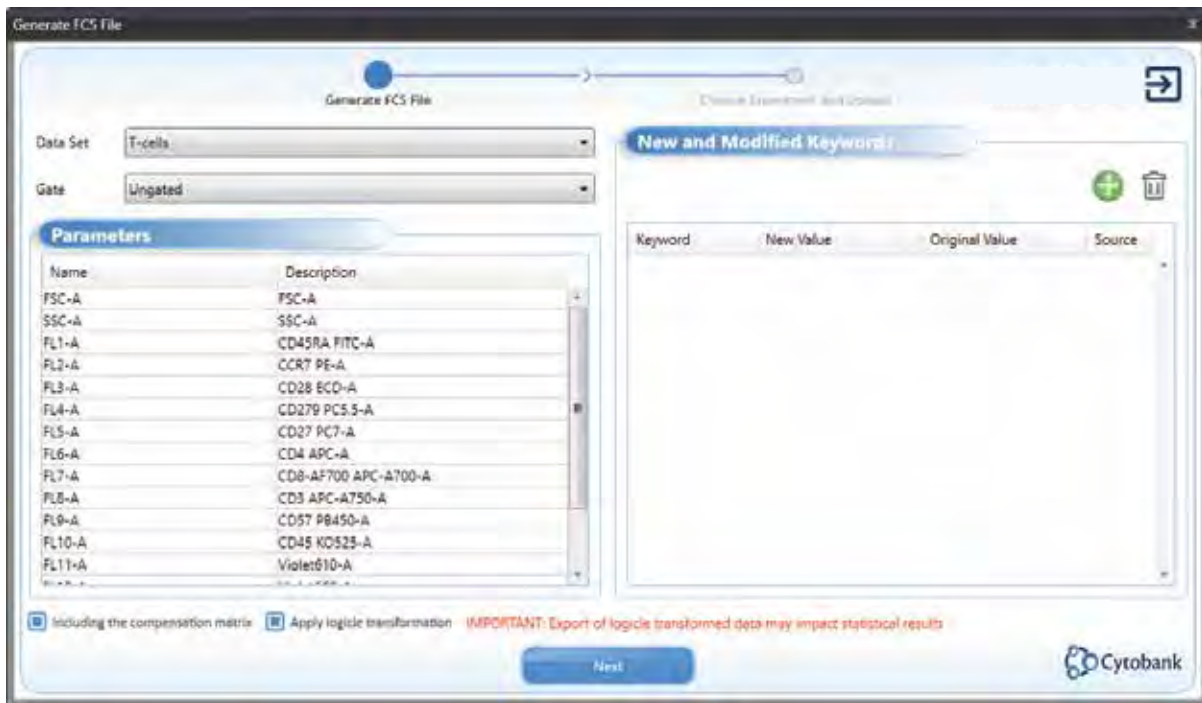 Generate FCS File
Generate FCS File
Data Set T-cells
Gate Ungated
Parameters
Name Description
FSC-A FSC-A
SSC-A SSC-A
FL1-A CD45RA FITC-A
FL2-A CCR7 PE-A
FL3-A CD28 ECD-A
FL4-A CD279 PC5.5-A
FL5-A CD27 PC7-A
FL6-A CD4 APC-A
FL7-A CD8-AF700 APC-A700-A
FL8-A CD3 APC-A750-A
FL9-A CD57 PB450-A
FL10-A CD45 KO525-A
FL11-A Violet610-A
New and Modified Keywords
Keyword New Value Original Value Source
Including the compensation matrix Apply logicle transformation IMPORTANT: Export of logicle transformed data may impact statistical results
Next
Cytobank